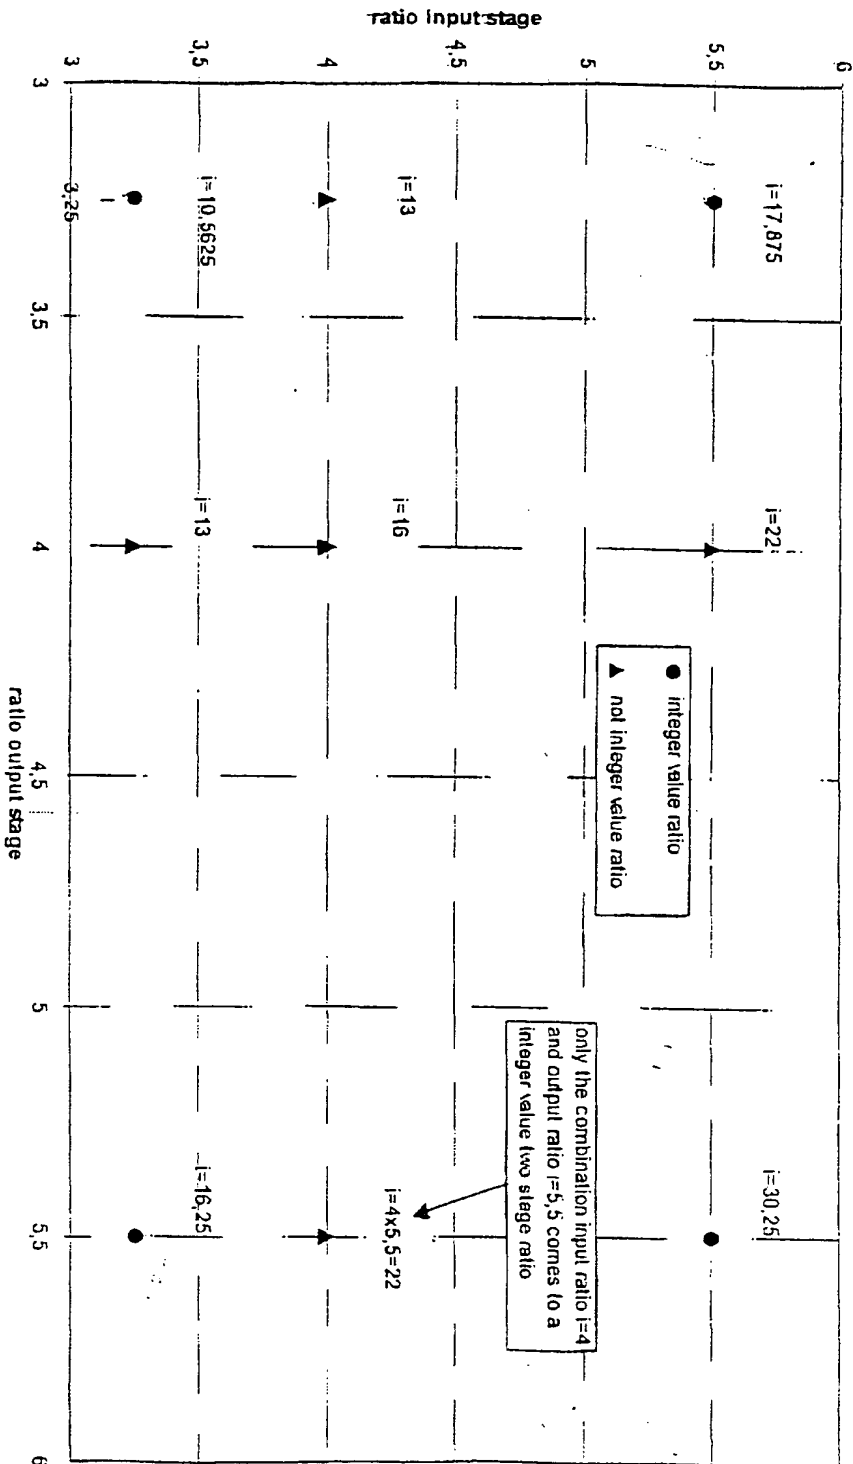 ratio input stage
6
5,5
5
4,5
4
3,5
3
3
3,25
3,5
4
4,5
5
5,5
6
ratio output stage
i=17,875
i=22
i=30,25
i=13
i=16
i=4x5,5=22
i=10,5625
i=13
i=16,25
integer value ratio
not integer value ratio
only the combination input ratio i=4
and output ratio i=5,5 comes to a
integer value two stage ratio